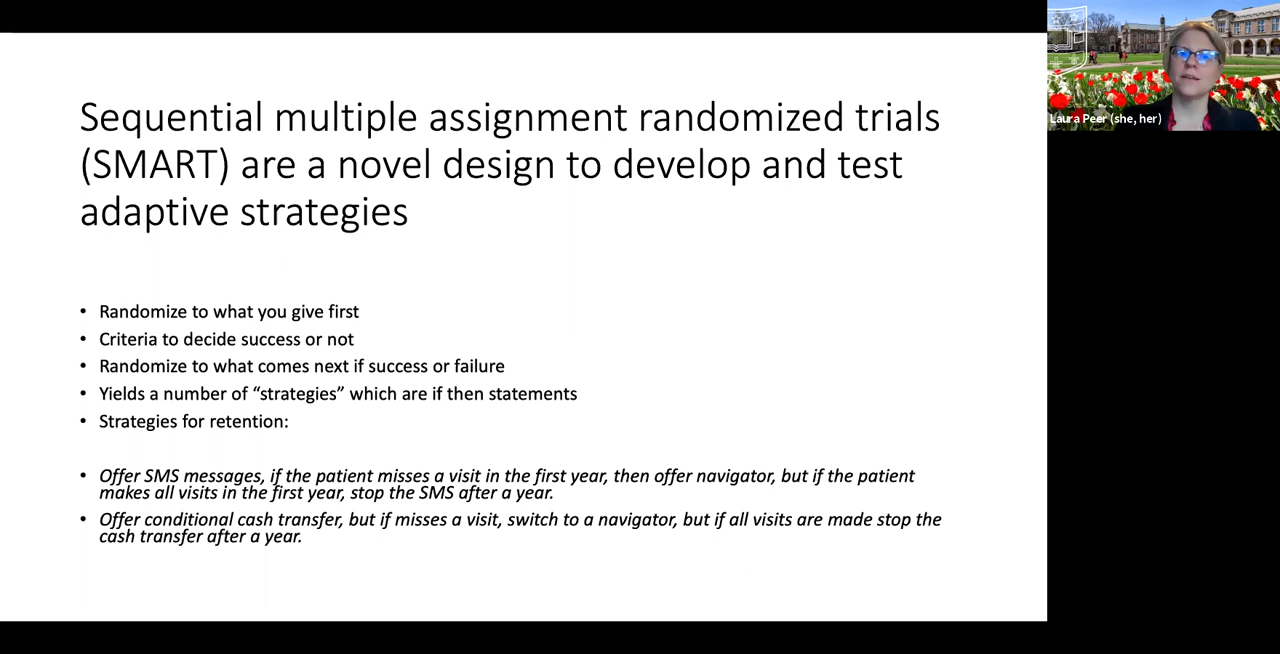 Sequential multiple assignment randomized trials
(SMART) are a novel design to develop and test
adaptive strategies
• Randomize to what you give first
• Criteria to decide success or not
• Randomize to what comes next if success or failure
• Yields a number of “strategies” which are if then statements
• Strategies for retention:
• Offer SMS messages, if the patient misses a visit in the first year, then offer navigator, but if the patient
makes all visits in the first year, stop the SMS after a year.
• Offer conditional cash transfer, but if misses a visit, switch to a navigator, but if all visits are made stop the
cash transfer after a year.
Laura Peer (she, her)